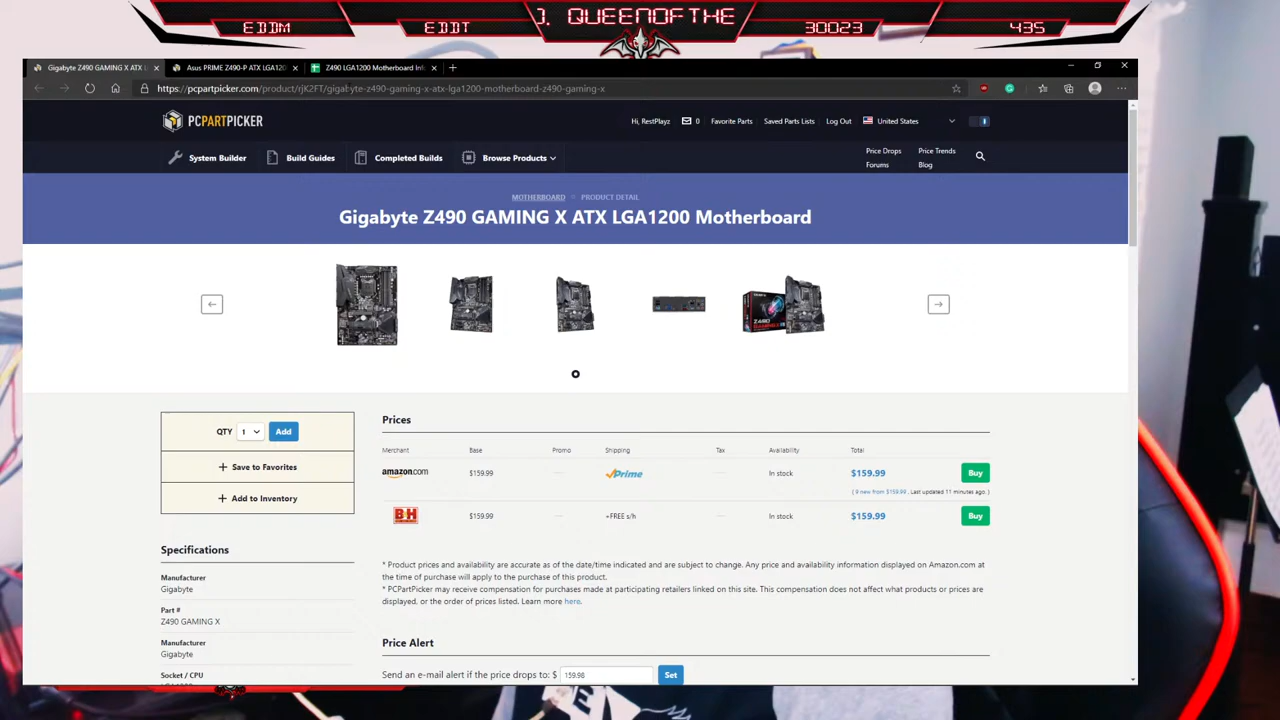 EDDM
EDDT
). QUEENOFTHE
30023
435
Gigabyte Z490 GAMING X ATX L
Asus PRIME Z490-P ATX LGA120
Z490 LGA1200 Motherboard Inf
https://pcpartpicker.com/product/rjK2FT/gigabyte-z490-gaming-x-atx-lga1200-motherboard-z490-gaming-x
PCPARTPICKER
Hi, RestPlayz
0
Favorite Parts
Saved Parts Lists
Log Out
United States
System Builder
Build Guides
Completed Builds
Browse Products
Price Drops
Price Trends
Forums
Blog
MOTHERBOARD
PRODUCT DETAIL
Gigabyte Z490 GAMING X ATX LGA1200 Motherboard
QTY 1 Add
+ Save to Favorites
+ Add to Inventory
Prices
Merchant Base Promo Shipping Tax Availability Total
amazon.com $159.99 — Prime — In stock $159.99 Buy
( 9 new from $159.99 , Last updated 11 minutes ago. )
B&H $159.99 — +FREE s/h — In stock $159.99 Buy
* Product prices and availability are accurate as of the date/time indicated and are subject to change. Any price and availability information displayed on Amazon.com at
the time of purchase will apply to the purchase of this product.
* PCPartPicker may receive compensation for purchases made at participating retailers linked on this site. This compensation does not affect what products or prices are
displayed, or the order of prices listed. Learn more here.
Specifications
Manufacturer
Gigabyte
Part #
Z490 GAMING X
Manufacturer
Gigabyte
Socket / CPU
Price Alert
Send an e-mail alert if the price drops to: $ 159.98 Set